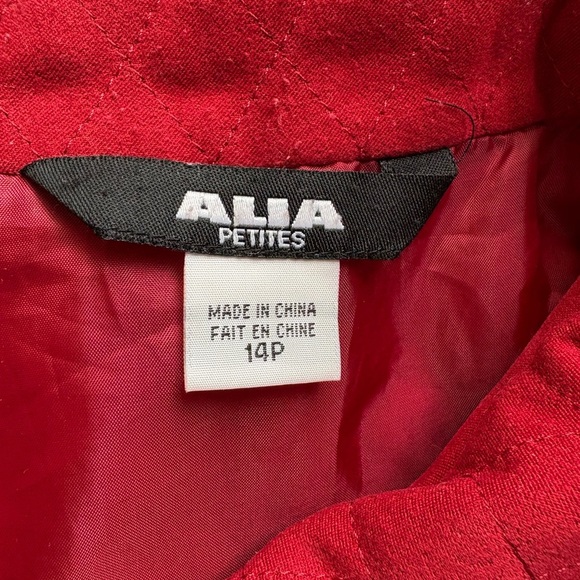 ALIA
PETITES
MADE IN CHINA
FAIT EN CHINE
14P